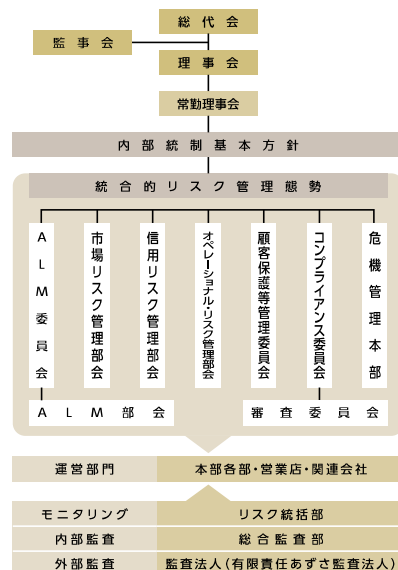 総代会
監事会
理事会
常勤理事会
内部統制基本方針
統合的リスク管理態勢
ALM委員会
市場リスク管理部会
信用リスク管理部会
オペレーショナル・リスク管理部会
顧客保護等管理委員会
コンプライアンス委員会
危機管理本部
ALM部会
審査委員会
運営部門
本部各部・営業店・関連会社
モニタリング
リスク統括部
内部監査
総合監査部
外部監査
監査法人(有限責任あずさ監査法人)